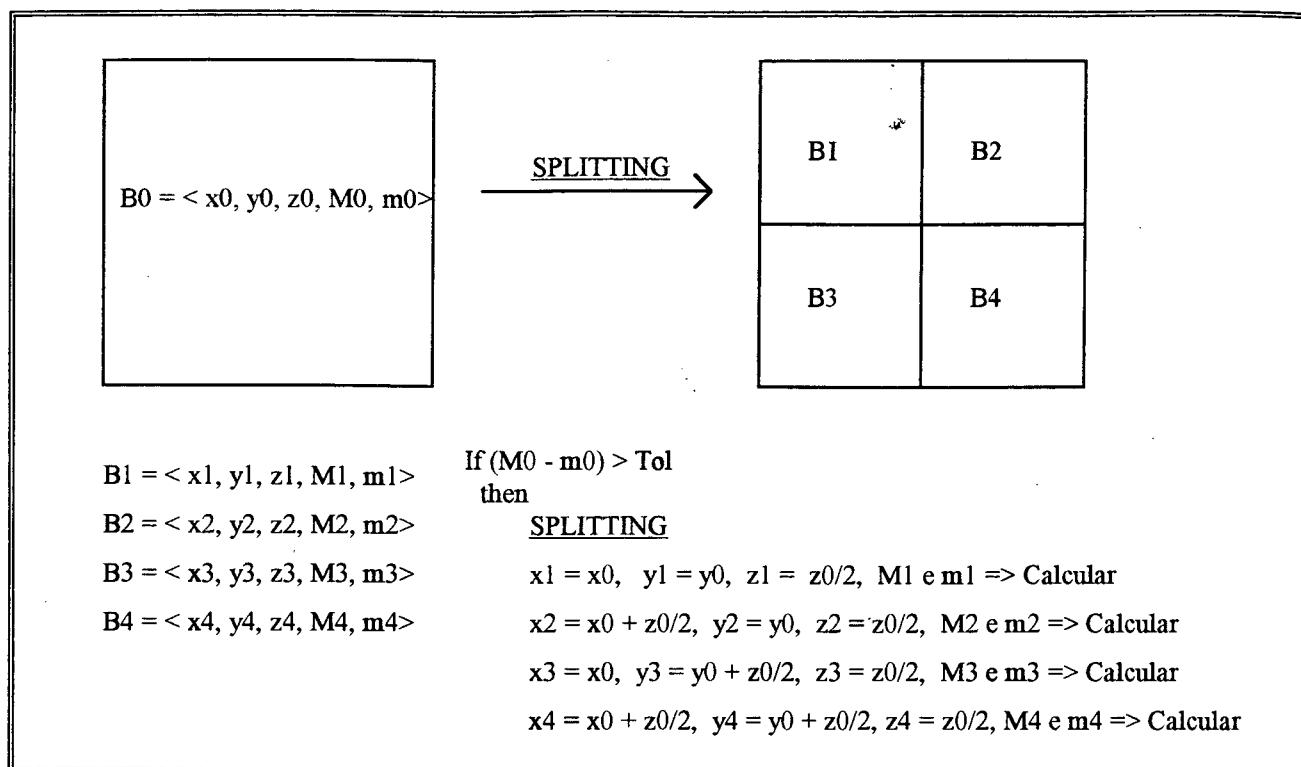 B0 = < x0, y0, z0, M0, m0>
SPLITTING
B1 B2
B3 B4
B1 = < x1, y1, z1, M1, m1>
B2 = < x2, y2, z2, M2, m2>
B3 = < x3, y3, z3, M3, m3>
B4 = < x4, y4, z4, M4, m4>
If (M0 - m0) > Tol
then
SPLITTING
x1 = x0, y1 = y0, z1 = z0/2, M1 e m1 => Calcular
x2 = x0 + z0/2, y2 = y0, z2 = z0/2, M2 e m2 => Calcular
x3 = x0, y3 = y0 + z0/2, z3 = z0/2, M3 e m3 => Calcular
x4 = x0 + z0/2, y4 = y0 + z0/2, z4 = z0/2, M4 e m4 => Calcular